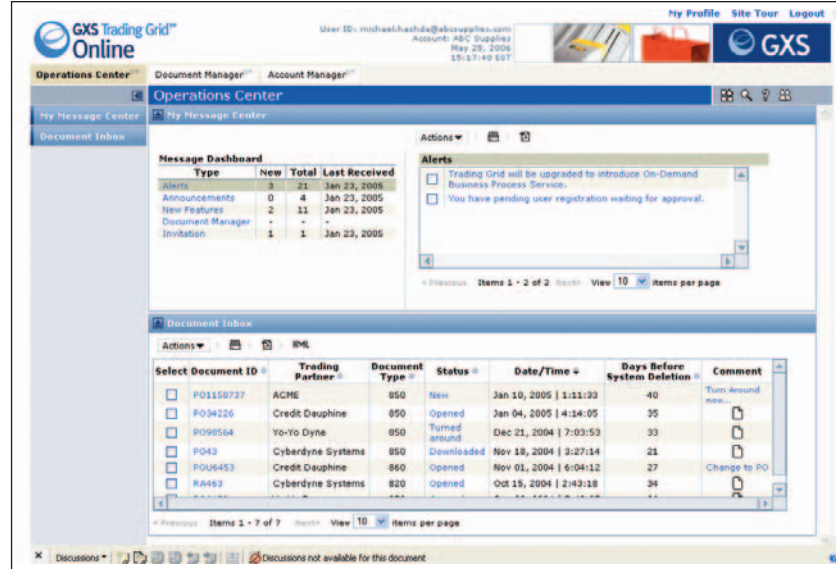 My Profile Site Tour Logout
GXS Trading Grid℠
Online
User ID: michael.hashda@abcsupplies.com
Account: ABC Supplies
May 25, 2006
15:17:40 EST
GXS
Operations Center Document Manager Account Manager
Operations Center
My Message Center
Document Inbox
My Message Center
Actions
Message Dashboard
Type New Total Last Received
Alerts 3 21 Jan 23, 2005
Announcements 0 4 Jan 23, 2005
New Features 2 11 Jan 23, 2005
Document Manager - - -
Invitation 1 1 Jan 23, 2005
Alerts
Trading Grid will be upgraded to introduce On-Demand
Business Process Service.
You have pending user registration waiting for approval.
< Previous Items 1 - 2 of 2 Next> View 10 items per page
Document Inbox
Actions XML
Select Document ID Trading Partner Document Type Status Date/Time Days Before System Deletion Comment
PO1158737 ACME 850 New Jan 10, 2005 | 1:11:33 40 Turn Around nov...
PO34226 Credit Dauphine 850 Opened Jan 04, 2005 | 4:14:05 35
PO98564 Yo-Yo Dyne 850 Turned around Dec 21, 2004 | 7:03:53 33
PO43 Cyberdyne Systems 850 Downloaded Nov 18, 2004 | 3:27:14 21
POU6453 Credit Dauphine 860 Opened Nov 01, 2004 | 6:04:12 27 Change to PO
RA463 Cyberdyne Systems 820 Opened Oct 15, 2004 | 2:43:18 34
< Previous Items 1 - 7 of 7 Next> View 10 items per page
Discussions Discussions not available for this document